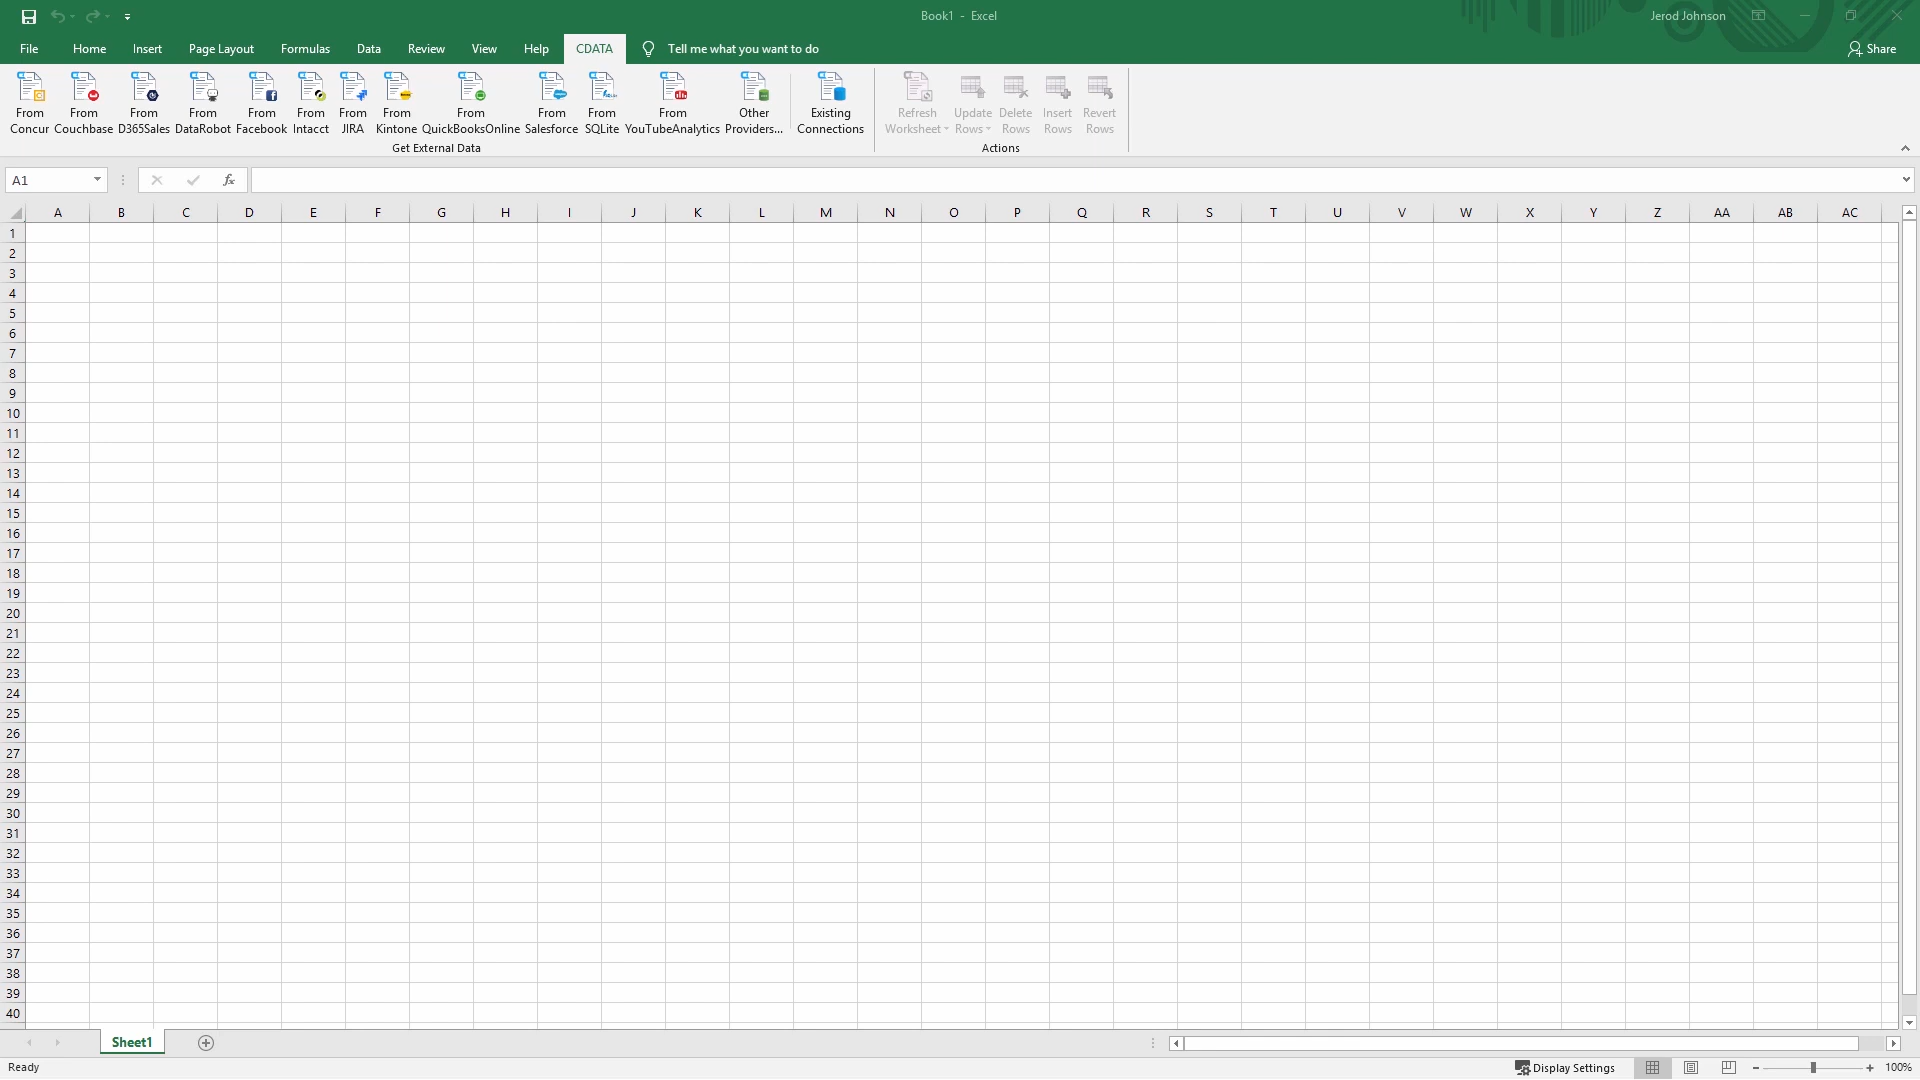 Book1 - Excel
Jerod Johnson
File Home Insert Page Layout Formulas Data Review View Help CDATA Tell me what you want to do Share
From Concur
From Couchbase
From D365Sales
From DataRobot
From Facebook
From Intacct
From JIRA
From Kintone
From QuickBooksOnline
From Salesforce
From SQLite
From YouTubeAnalytics
Other Providers...
Existing Connections
Refresh Worksheet
Update Rows
Delete Rows
Insert Rows
Revert Rows
Get External Data
Actions
A1
fx
A B C D E F G H I J K L M N O P Q R S T U V W X Y Z AA AB AC
1
2
3
4
5
6
7
8
9
10
11
12
13
14
15
16
17
18
19
20
21
22
23
24
25
26
27
28
29
30
31
32
33
34
35
36
37
38
39
40
Sheet1
Ready
Display Settings
100%